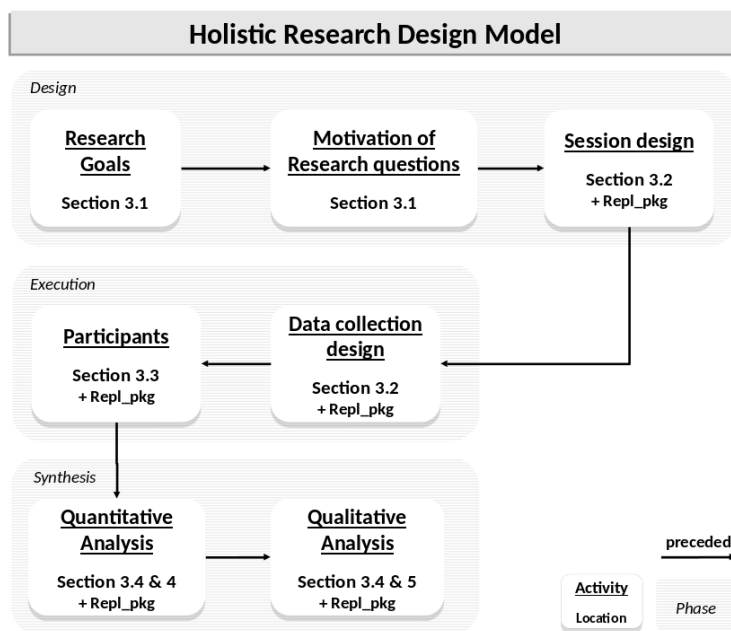 Holistic Research Design Model
Design
Research
Goals
Section 3.1
Motivation of
Research questions
Section 3.1
Session design
Section 3.2
+ Repl_pkg
Execution
Participants
Section 3.3
+ Repl_pkg
Data collection
design
Section 3.2
+ Repl_pkg
Synthesis
Quantitative
Analysis
Section 3.4 & 4
+ Repl_pkg
Qualitative
Analysis
Section 3.4 & 5
+ Repl_pkg
preceded
Activity
Location
Phase